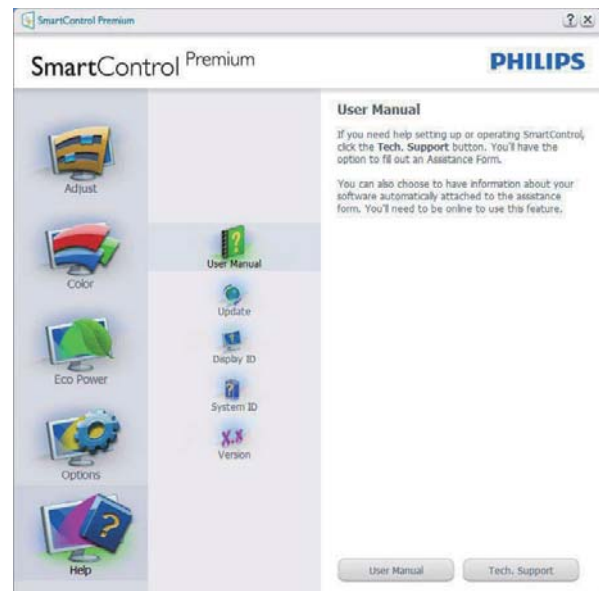 SmartControl Premium
? x
SmartControl Premium
PHILIPS
Adjust
Color
Eco Power
Options
Help
User Manual
Update
Display ID
System ID
X.X
Version
User Manual
If you need help setting up or operating SmartControl,
click the Tech. Support button. You'll have the
option to fill out an Assistance Form.
You can also choose to have information about your
software automatically attached to the assistance
form. You'll need to be online to use this feature.
User Manual
Tech. Support